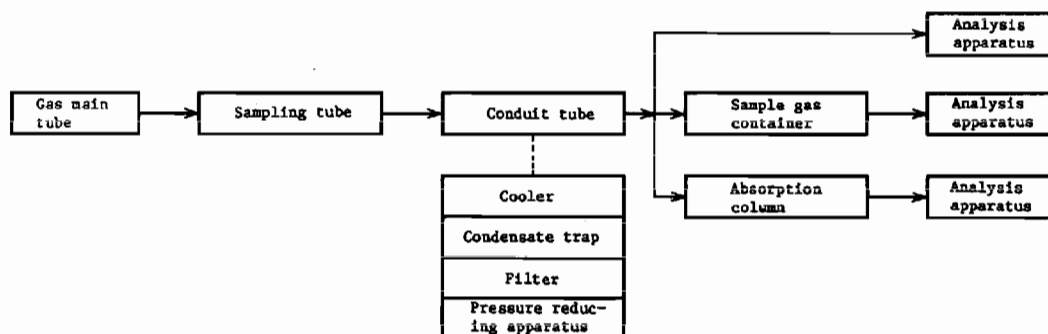 Analysis
apparatus
Gas main
tube
Sampling tube
Conduit tube
Sample gas
container
Analysis
apparatus
Absorption
column
Analysis
apparatus
Cooler
Condensate trap
Filter
Pressure reduc-
ing apparatus